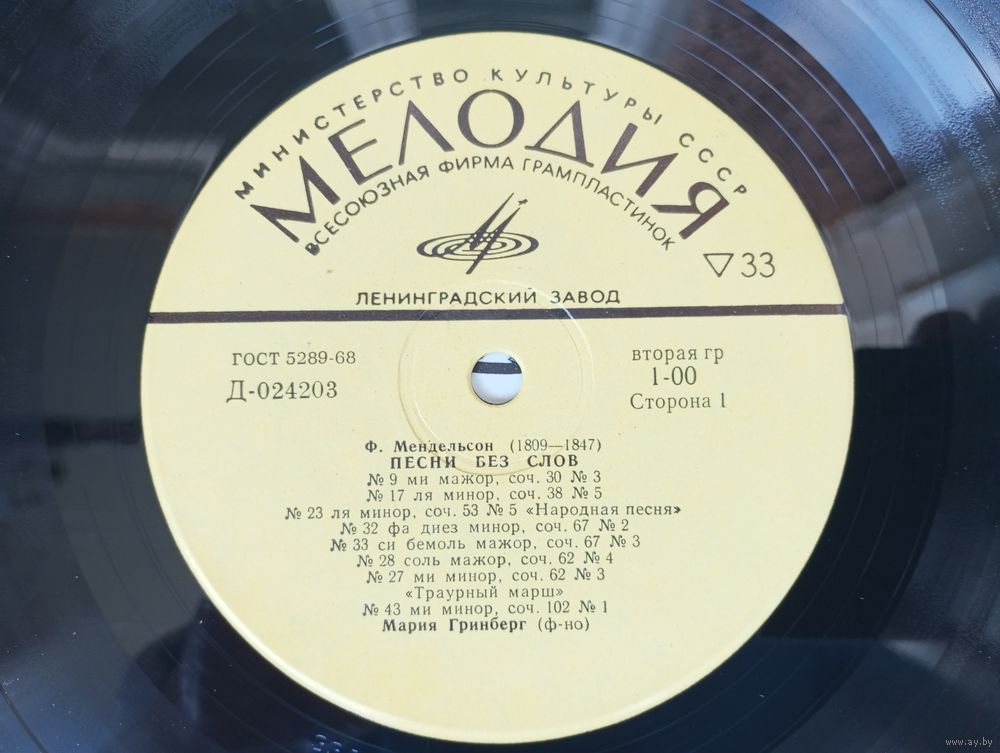 МИНИСТЕРСТВО КУЛЬТУРЫ СССР
МЕЛОДИЯ
ВСЕСОЮЗНАЯ ФИРМА ГРАМПЛАСТИНОК
▽33
ЛЕНИНГРАДСКИЙ ЗАВОД
ГОСТ 5289-68
Д-024203
вторая гр
1-00
Сторона 1
Ф. Мендельсон (1809—1847)
ПЕСНИ БЕЗ СЛОВ
№ 9 ми мажор, соч. 30 № 3
№ 17 ля минор, соч. 38 № 5
№ 23 ля минор, соч. 53 № 5 «Народная песня»
№ 32 фа диез минор, соч. 67 № 2
№ 33 си бемоль мажор, соч. 67 № 3
№ 28 соль мажор, соч. 62 № 4
№ 27 ми минор, соч. 62 № 3
«Траурный марш»
№ 43 ми минор, соч. 102 № 1
Мария Гринберг (ф-но)
www.ay.by